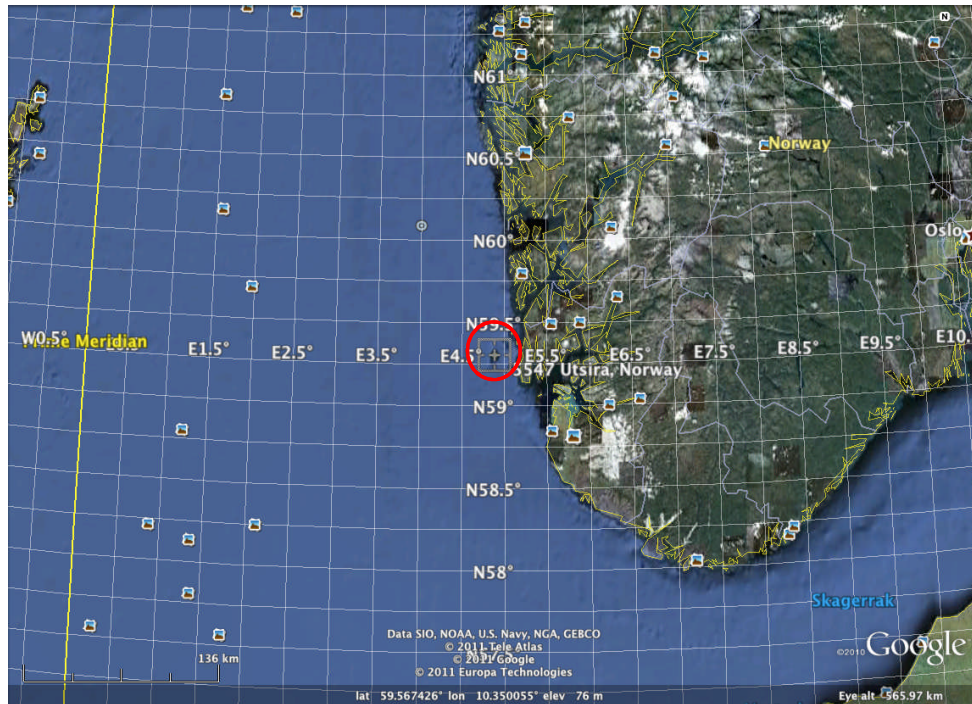 N
N61°
Norway
N60.5°
Oslo
N60°
N59.5°
W0.5°
Prime Meridian
E1.5°
E2.5°
E3.5°
E4.5°
E5.5°
E6.5°
E7.5°
E8.5°
E9.5°
E10.
5547 Utsira, Norway
N59°
N58.5°
N58°
Skagerrak
Data SIO, NOAA, U.S. Navy, NGA, GEBCO
© 2011 Tele Atlas
© 2011 Google
© 2011 Europa Technologies
©2010 Google
136 km
lat 59.567426° lon 10.350055° elev 76 m
Eye alt 565.97 km